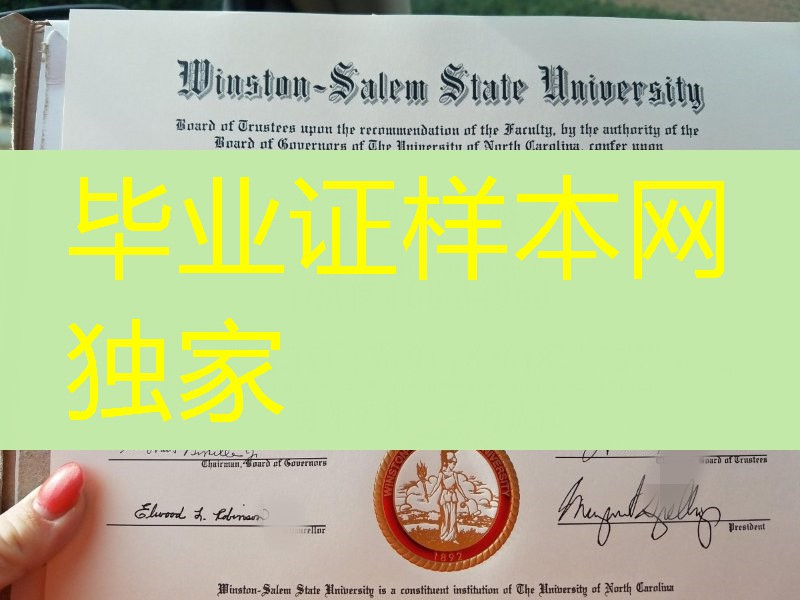 Winston-Salem State University
Board of Trustees upon the recommendation of the Faculty, by the authority of the
Board of Governors of The University of North Carolina, confer upon
毕业证样本网
独家
Chairman, Board of Governors
Board of Trustees
Elwood L. Robinson
President
WINSTON UNIVERSITY
1892
Winston-Salem State University is a constituent institution of The University of North Carolina